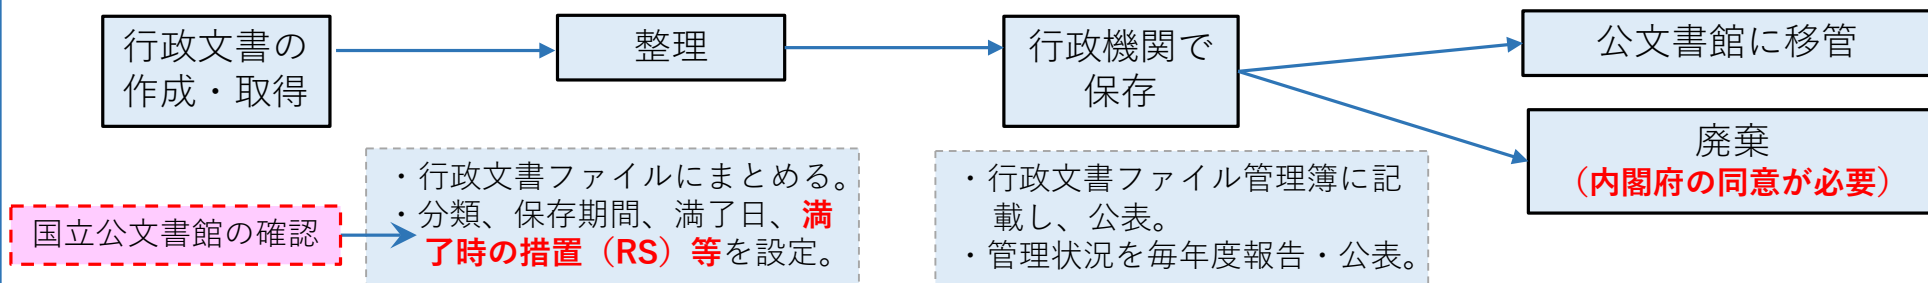 行政文書の
作成・取得
整理
行政機関で
保存
公文書館に移管
廃棄
（内閣府の同意が必要）
国立公文書館の確認
・行政文書ファイルにまとめる。
・分類、保存期間、満了日、満
了時の措置（RS）等を設定。
・行政文書ファイル管理簿に記
載し、公表。
・管理状況を毎年度報告・公表。